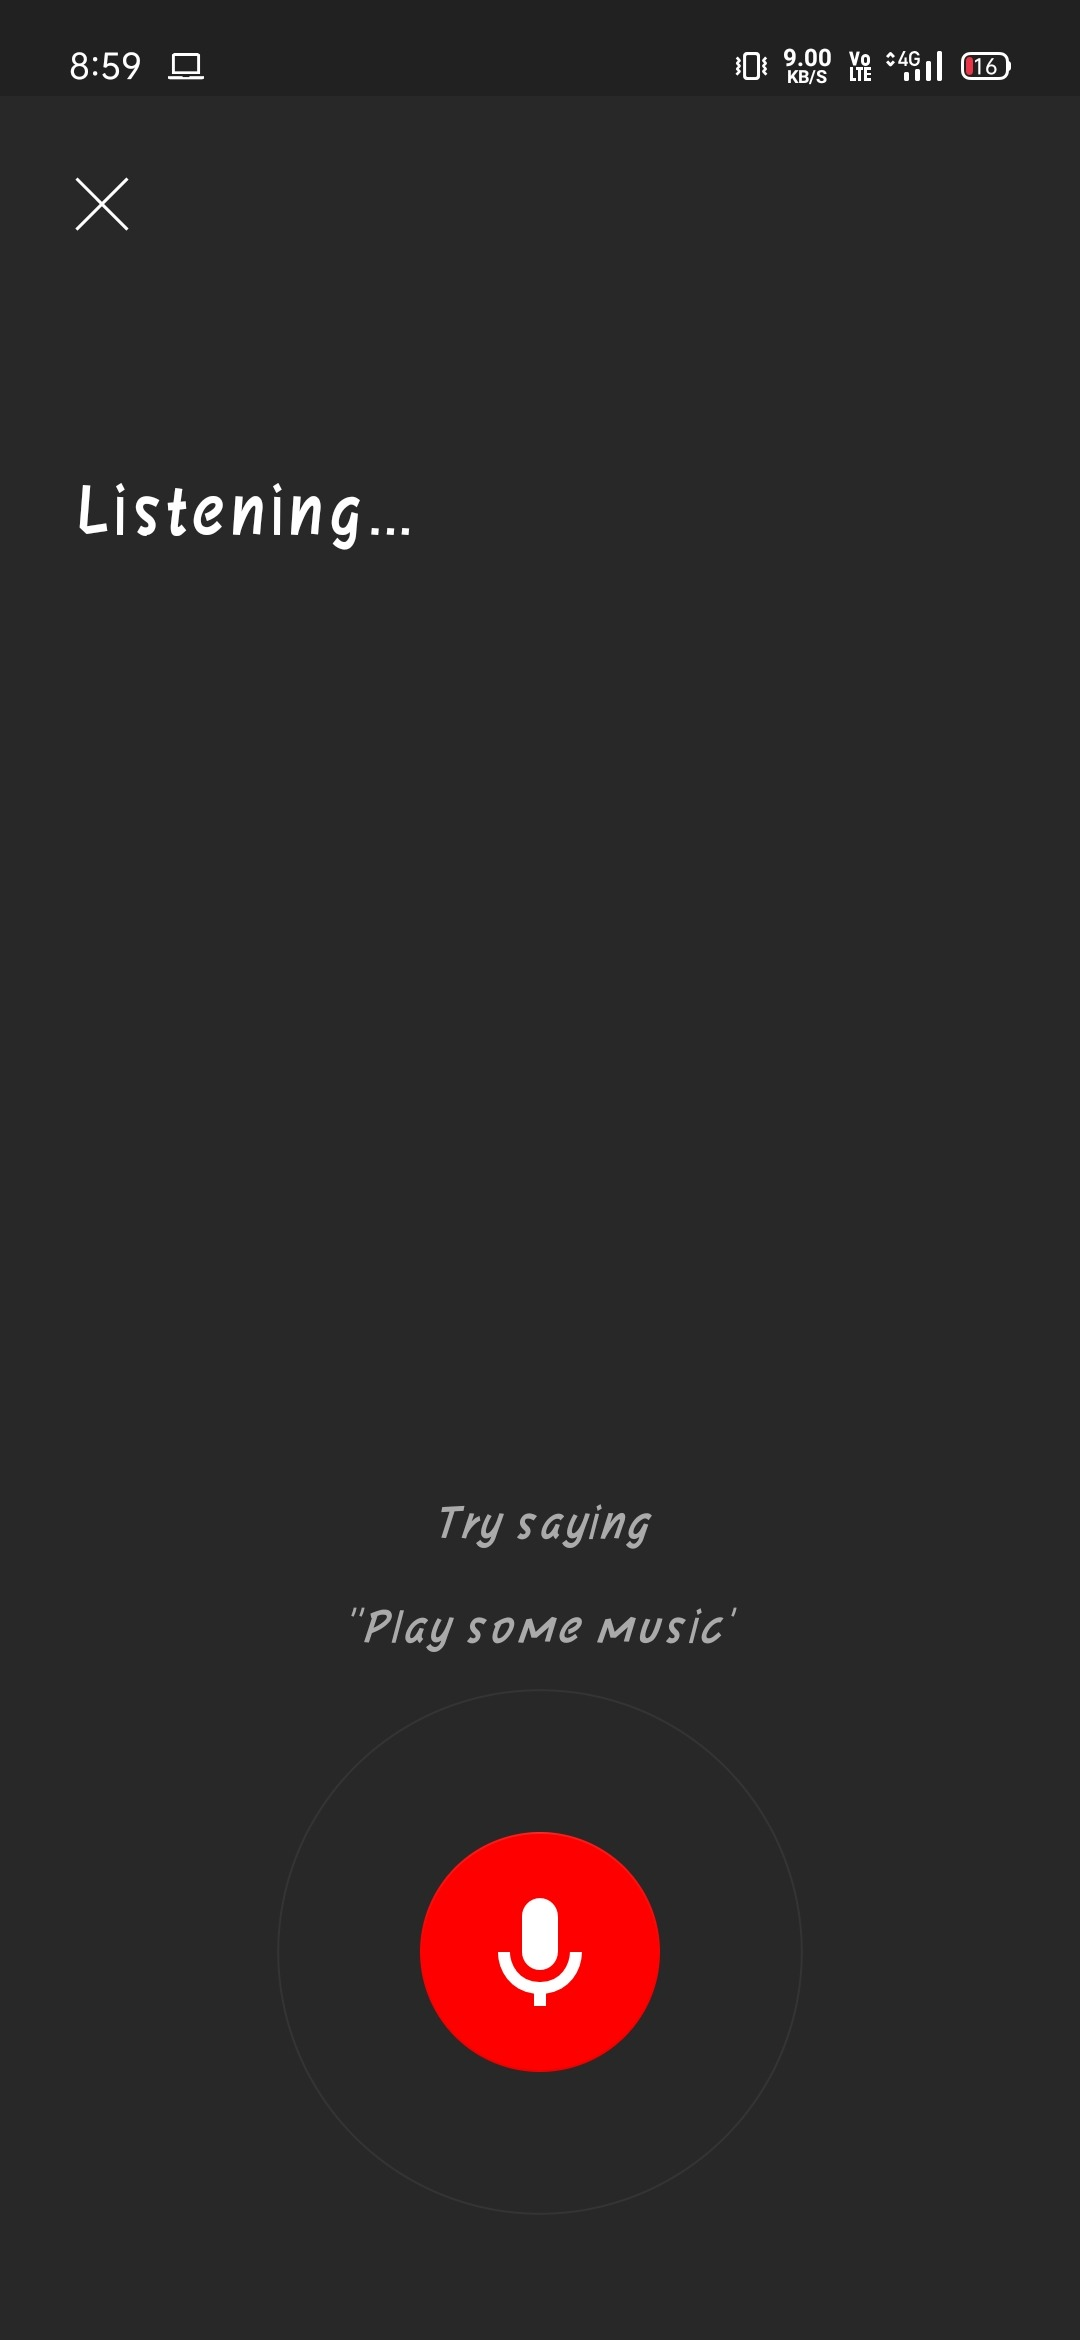 8:59 9.00 KB/S Vo LTE 4G 16
Listening...
Try saying
"Play some music'